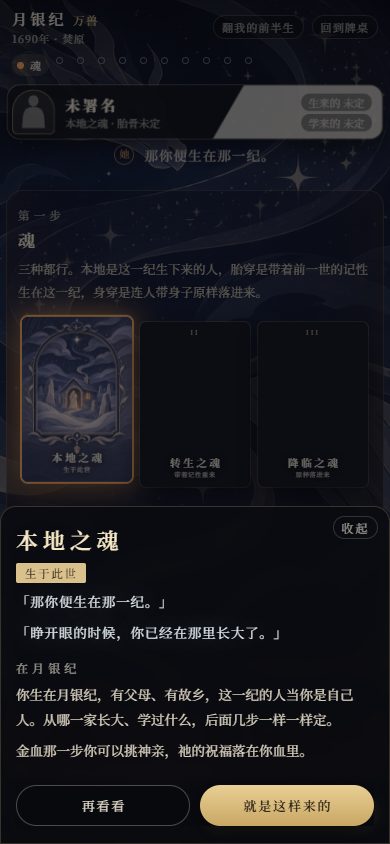 月银纪 万兽
1690年 · 焚原
翻我的前半生
回到牌桌
魂
未署名
本地之魂 · 胎骨未定
生来的 未定
学来的 未定
她 那你便生在那一纪。
第一步
魂
三种都行。本地是这一纪生下来的人，胎穿是带着前一世的记性
生在这一纪，身穿是连人带身子原样落进来。
本地之魂
生于此世
II
转生之魂
带着记性重来
III
降临之魂
原样落进来
本地之魂
收起
生于此世
「那你便生在那一纪。」
「睁开眼的时候，你已经在那里长大了。」
在月银纪
你生在月银纪，有父母、有故乡，这一纪的人当你是自己
人。从哪一家长大、学过什么，后面几步一样一样定。
金血那一步你可以挑神亲，祂的祝福落在你血里。
再看看
就是这样来的